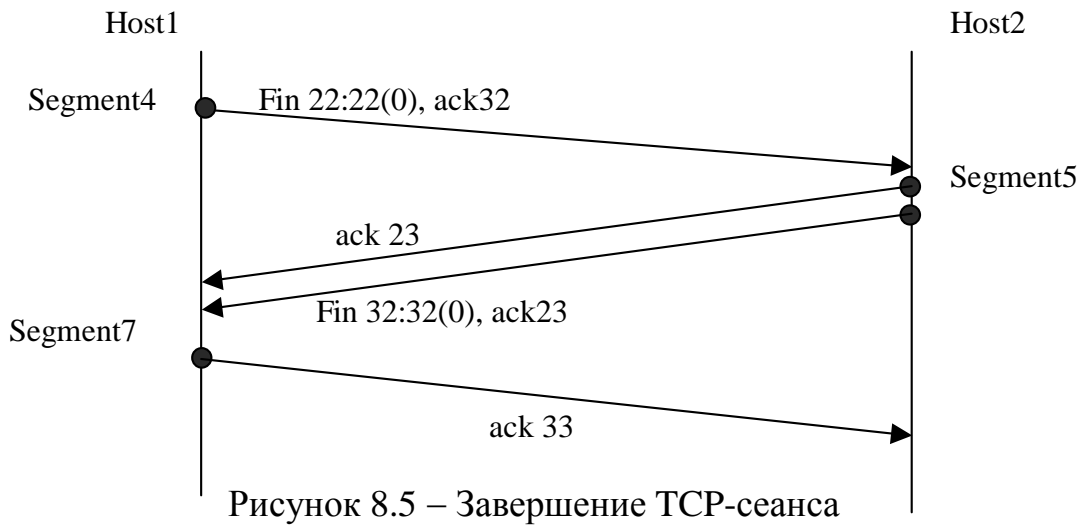 Host1
Host2
Segment4
Fin 22:22(0), ack32
Segment5
ack 23
Fin 32:32(0), ack23
Segment7
ack 33
Рисунок 8.5 – Завершение TCP-сеанса